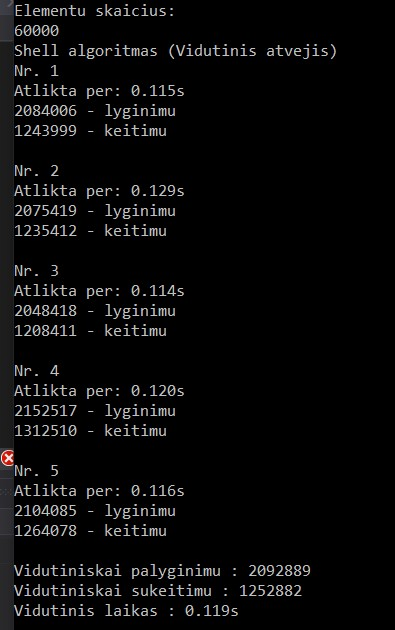 Elementu skaicius:
60000
Shell algoritmas (Vidutinis atvejis)
Nr. 1
Atlikta per: 0.115s
2084006 - lyginimu
1243999 - keitimu
Nr. 2
Atlikta per: 0.129s
2075419 - lyginimu
1235412 - keitimu
Nr. 3
Atlikta per: 0.114s
2048418 - lyginimu
1208411 - keitimu
Nr. 4
Atlikta per: 0.120s
2152517 - lyginimu
1312510 - keitimu
Nr. 5
Atlikta per: 0.116s
2104085 - lyginimu
1264078 - keitimu
Vidutiniskai palyginimu : 2092889
Vidutiniskai sukeitimu : 1252882
Vidutinis laikas : 0.119s